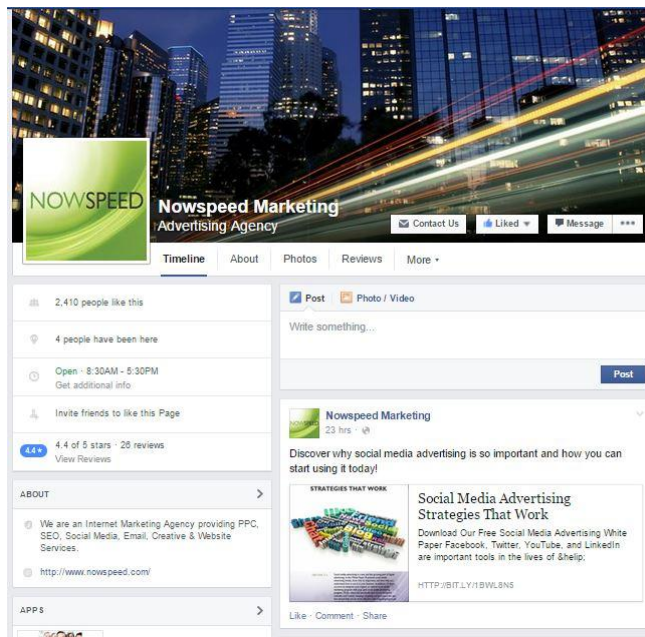 NOWSPEED
Nowspeed Marketing
Advertising Agency
Contact Us
Liked
Message
Timeline
About
Photos
Reviews
More
2,410 people like this
4 people have been here
Open · 8:30AM - 5:30PM
Get additional info
Invite friends to like this Page
4.4
4.4 of 5 stars · 26 reviews
View Reviews
ABOUT
We are an Internet Marketing Agency providing PPC,
SEO, Social Media, Email, Creative & Website
Services.
http://www.nowspeed.com/
APPS
Post
Photo / Video
Write something...
Post
Nowspeed Marketing
23 hrs ·
Discover why social media advertising is so important and how you can
start using it today!
STRATEGIES THAT WORK
Blog
Social Media Advertising
Strategies That Work
Download Our Free Social Media Advertising White
Paper Facebook, Twitter, YouTube, and LinkedIn
are important tools in the lives of &help;
HTTP://BIT.LY/1BWL8NS
Like · Comment · Share